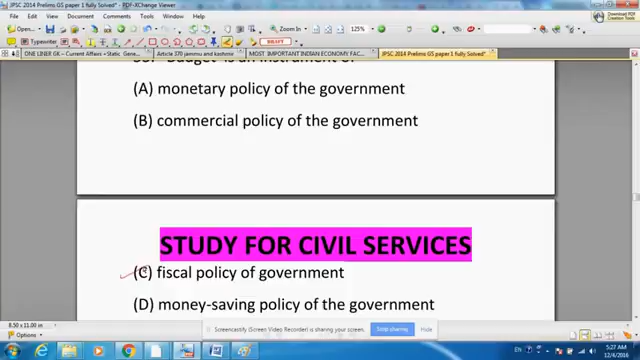 JPSC 2014 Prelims GS paper 1 fully Solved* - PDF-XChange Viewer
File Edit View Document Comments Tools Window Help
Open...
125%
Typewriter
DRAFT
ONE LINER GK – Current Affairs +Static Gene...
Article 370 jammu and kashmir
MOST IMPORTANT INDIAN ECONOMY FAC...
JPSC 2014 Prelims GS paper 1 fully Solved*
is an instrument of
(A) monetary policy of the government
(B) commercial policy of the government
STUDY FOR CIVIL SERVICES
(C) fiscal policy of government
(D) money-saving policy of the government
8.50 x 11.00 in
Screencastify (Screen Video Recorder) is sharing your screen.
Stop sharing
Hide
EN
5:27 AM
12/4/2016